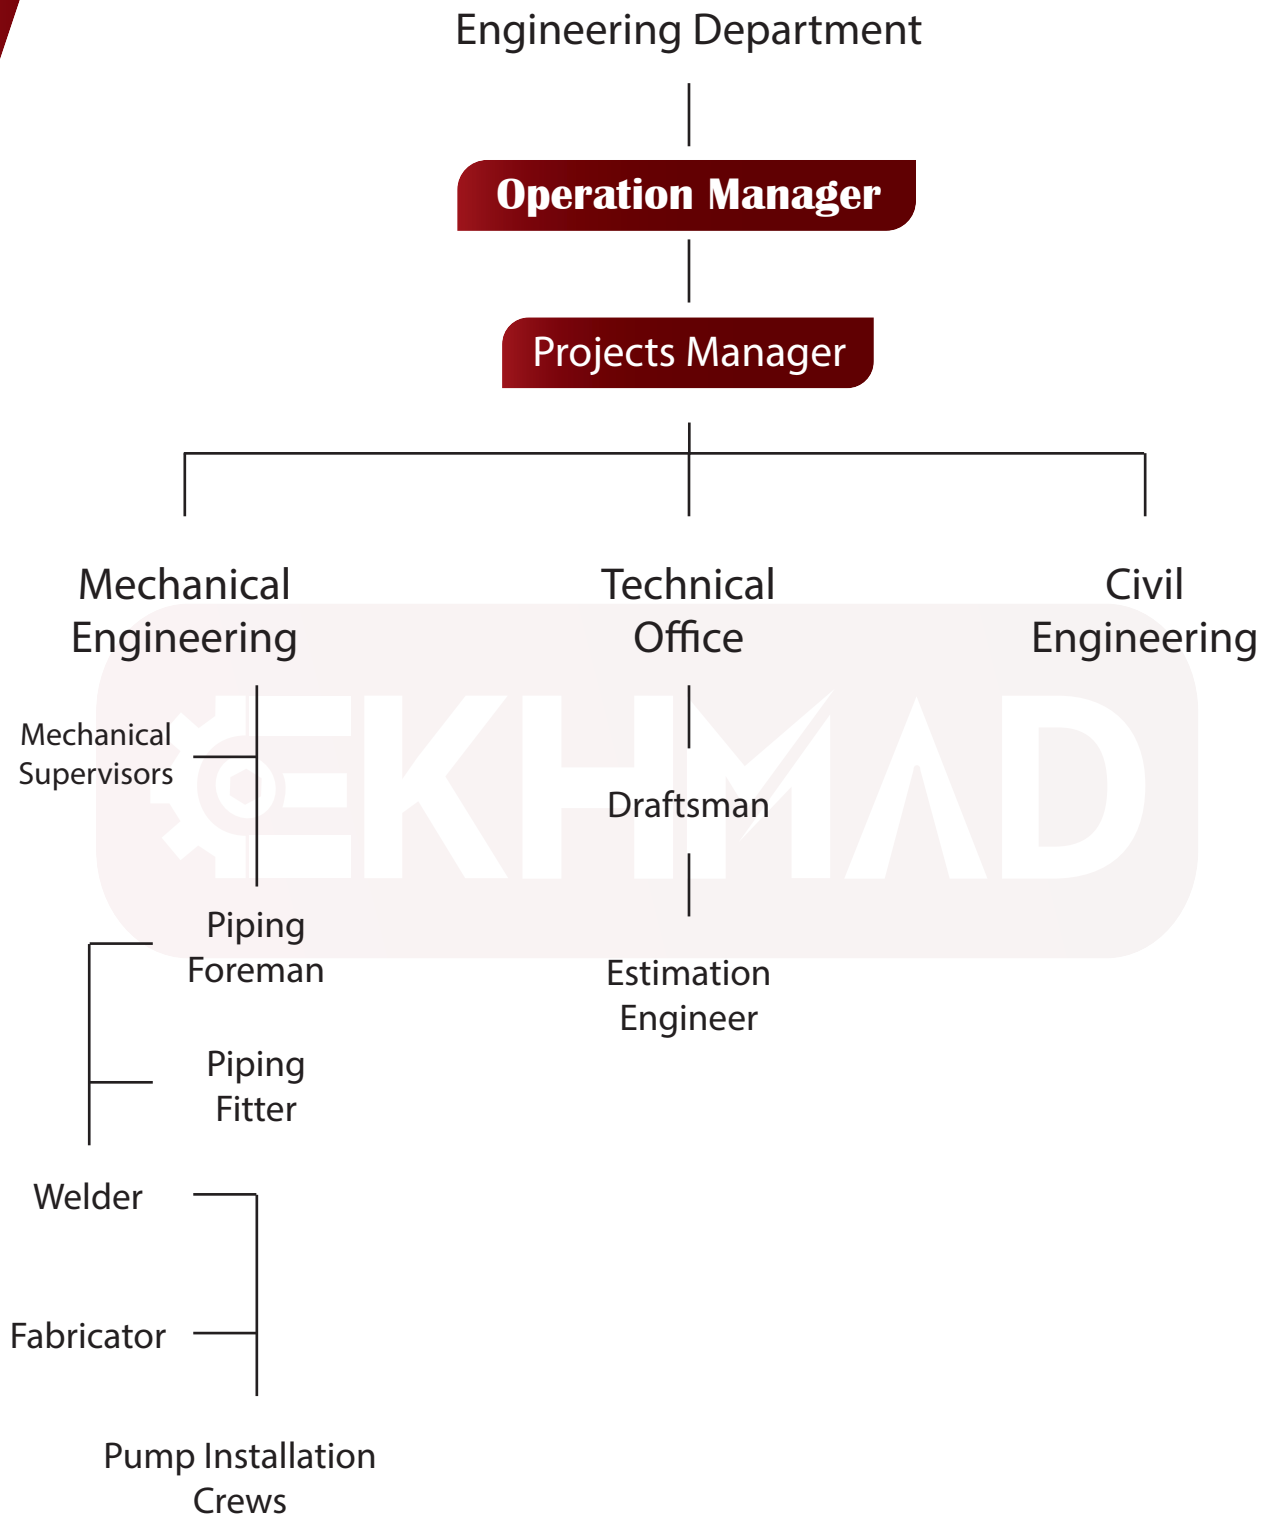 Engineering Department
Operation Manager
Projects Manager
Mechanical
Engineering
Technical
Office
Civil
Engineering
Mechanical
Supervisors
EKHMAD
Draftsman
Piping
Foreman
Estimation
Engineer
Piping
Fitter
Welder
Fabricator
Pump Installation
Crews